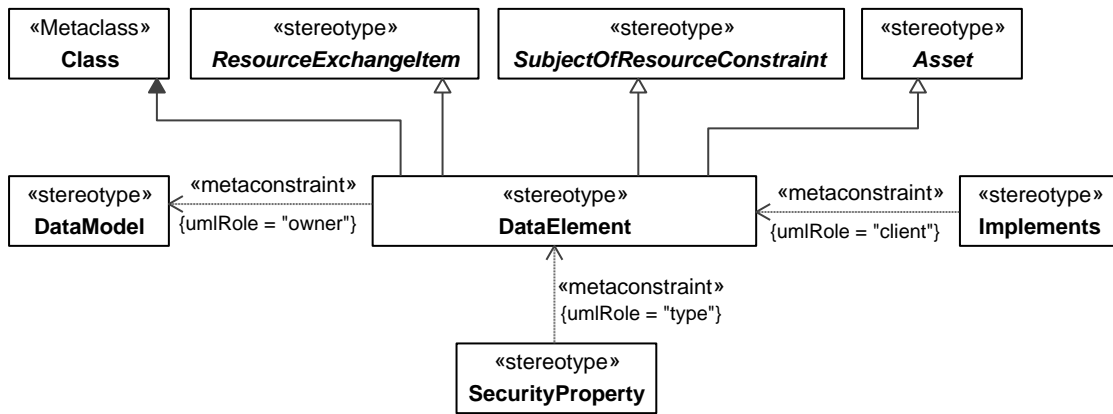 «Metaclass»
Class
«stereotype»
ResourceExchangeItem
«stereotype»
SubjectOfResourceConstraint
«stereotype»
Asset
«stereotype»
DataModel
«metaconstraint»
{umlRole = "owner"}
«stereotype»
DataElement
«metaconstraint»
{umlRole = "client"}
«stereotype»
Implements
«metaconstraint»
{umlRole = "type"}
«stereotype»
SecurityProperty